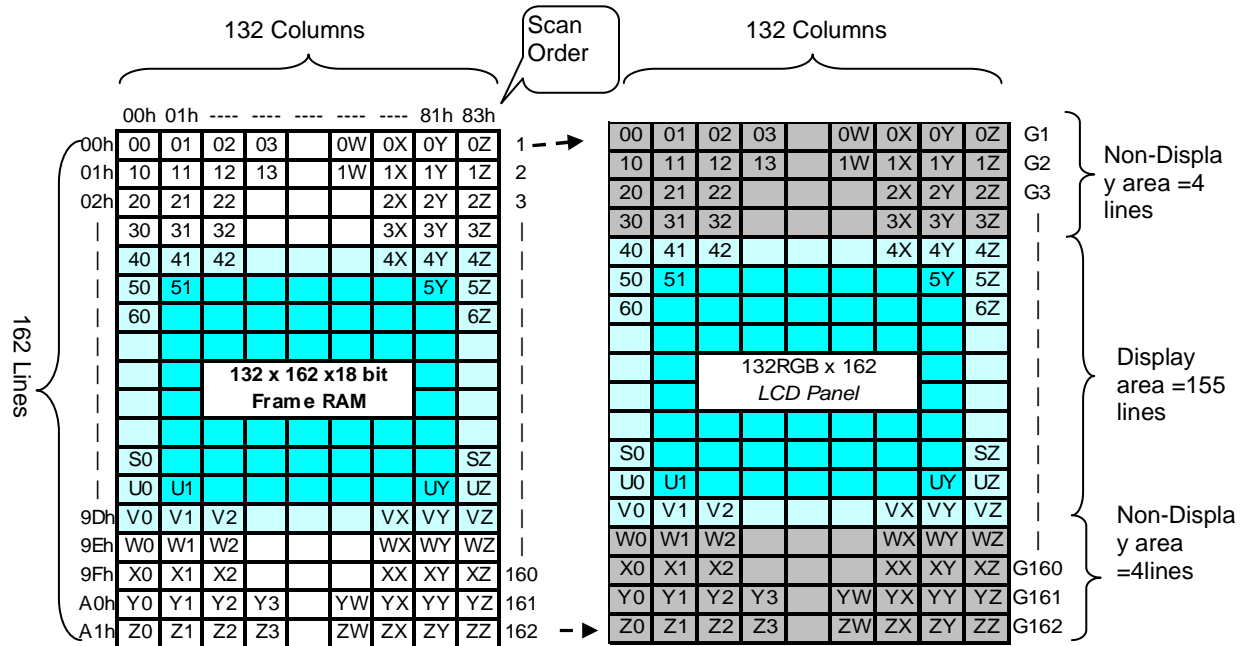 132 Columns
Scan
Order
132 Columns
00h 01h ---- ---- ---- ---- ---- 81h 83h
00h 00 01 02 03 0W 0X 0Y 0Z 1
01h 10 11 12 13 1W 1X 1Y 1Z 2
02h 20 21 22 2X 2Y 2Z 3
30 31 32 3X 3Y 3Z
40 41 42 4X 4Y 4Z
50 51 5Y 5Z
60 6Z
162 Lines
132 x 162 x18 bit
Frame RAM
S0 SZ
U0 U1 UY UZ
9Dh V0 V1 V2 VX VY VZ
9Eh W0 W1 W2 WX WY WZ
9Fh X0 X1 X2 XX XY XZ 160
A0h Y0 Y1 Y2 Y3 YW YX YY YZ 161
A1h Z0 Z1 Z2 Z3 ZW ZX ZY ZZ 162
00 01 02 03 0W 0X 0Y 0Z G1
10 11 12 13 1W 1X 1Y 1Z G2
20 21 22 2X 2Y 2Z G3
30 31 32 3X 3Y 3Z
40 41 42 4X 4Y 4Z
50 51 5Y 5Z
60 6Z
132RGB x 162
LCD Panel
S0 SZ
U0 U1 UY UZ
V0 V1 V2 VX VY VZ
W0 W1 W2 WX WY WZ
X0 X1 X2 XX XY XZ G160
Y0 Y1 Y2 Y3 YW YX YY YZ G161
Z0 Z1 Z2 Z3 ZW ZX ZY ZZ G162
Non-Displa
y area =4
lines
Display
area =155
lines
Non-Displa
y area
=4lines